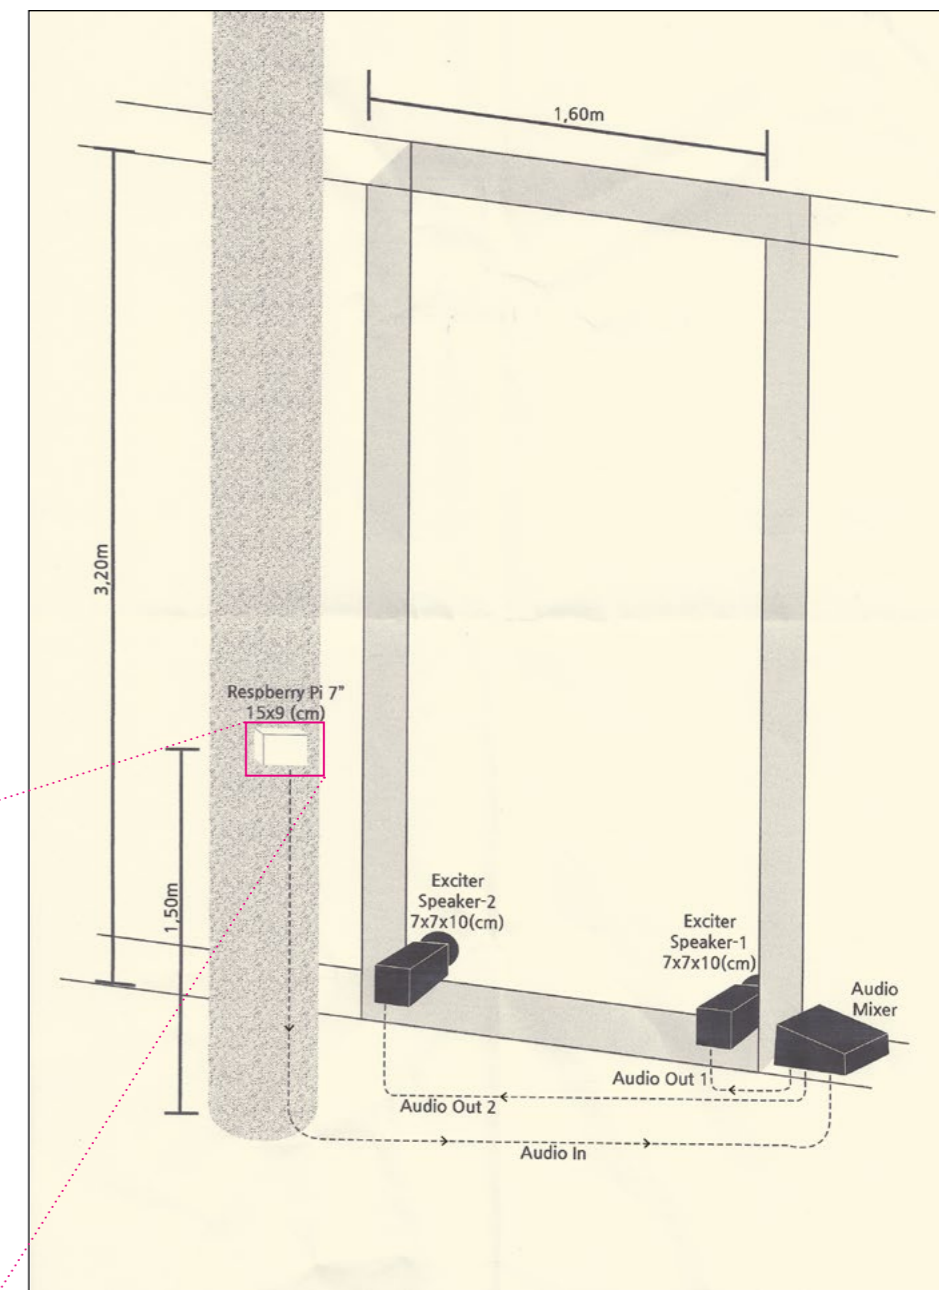 1,60m
3,20m
Respberry Pi 7"
15x9 (cm)
1,50m
Exciter
Speaker-2
7x7x10(cm)
Exciter
Speaker-1
7x7x10(cm)
Audio
Mixer
Audio Out 1
Audio Out 2
Audio In